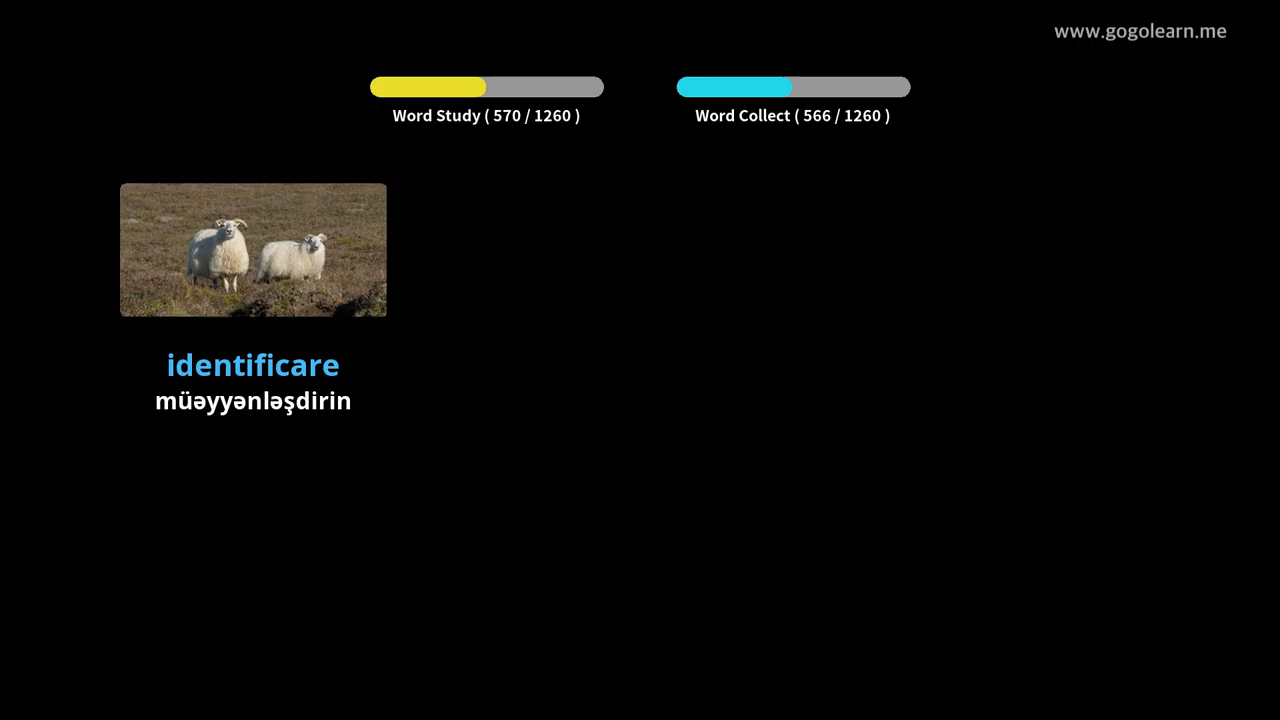 www.gogolearn.me
Word Study ( 570 / 1260 )
Word Collect ( 566 / 1260 )
identificare
müəyyənləşdirin